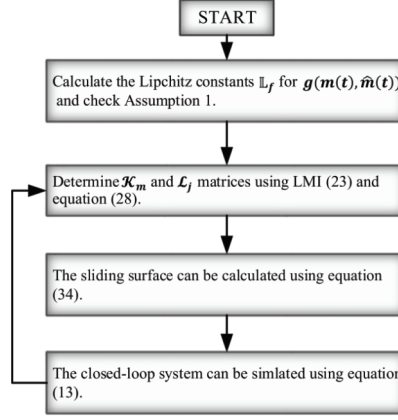 START
Calculate the Lipchitz constants 𝕃𝒇 for 𝒈(𝒎(𝒕), 𝒎̂(𝒕))
and check Assumption 1.
Determine 𝓚𝒎 and 𝓛𝒋 matrices using LMI (23) and
equation (28).
The sliding surface can be calculated using equation
(34).
The closed-loop system can be simlated using equation
(13).